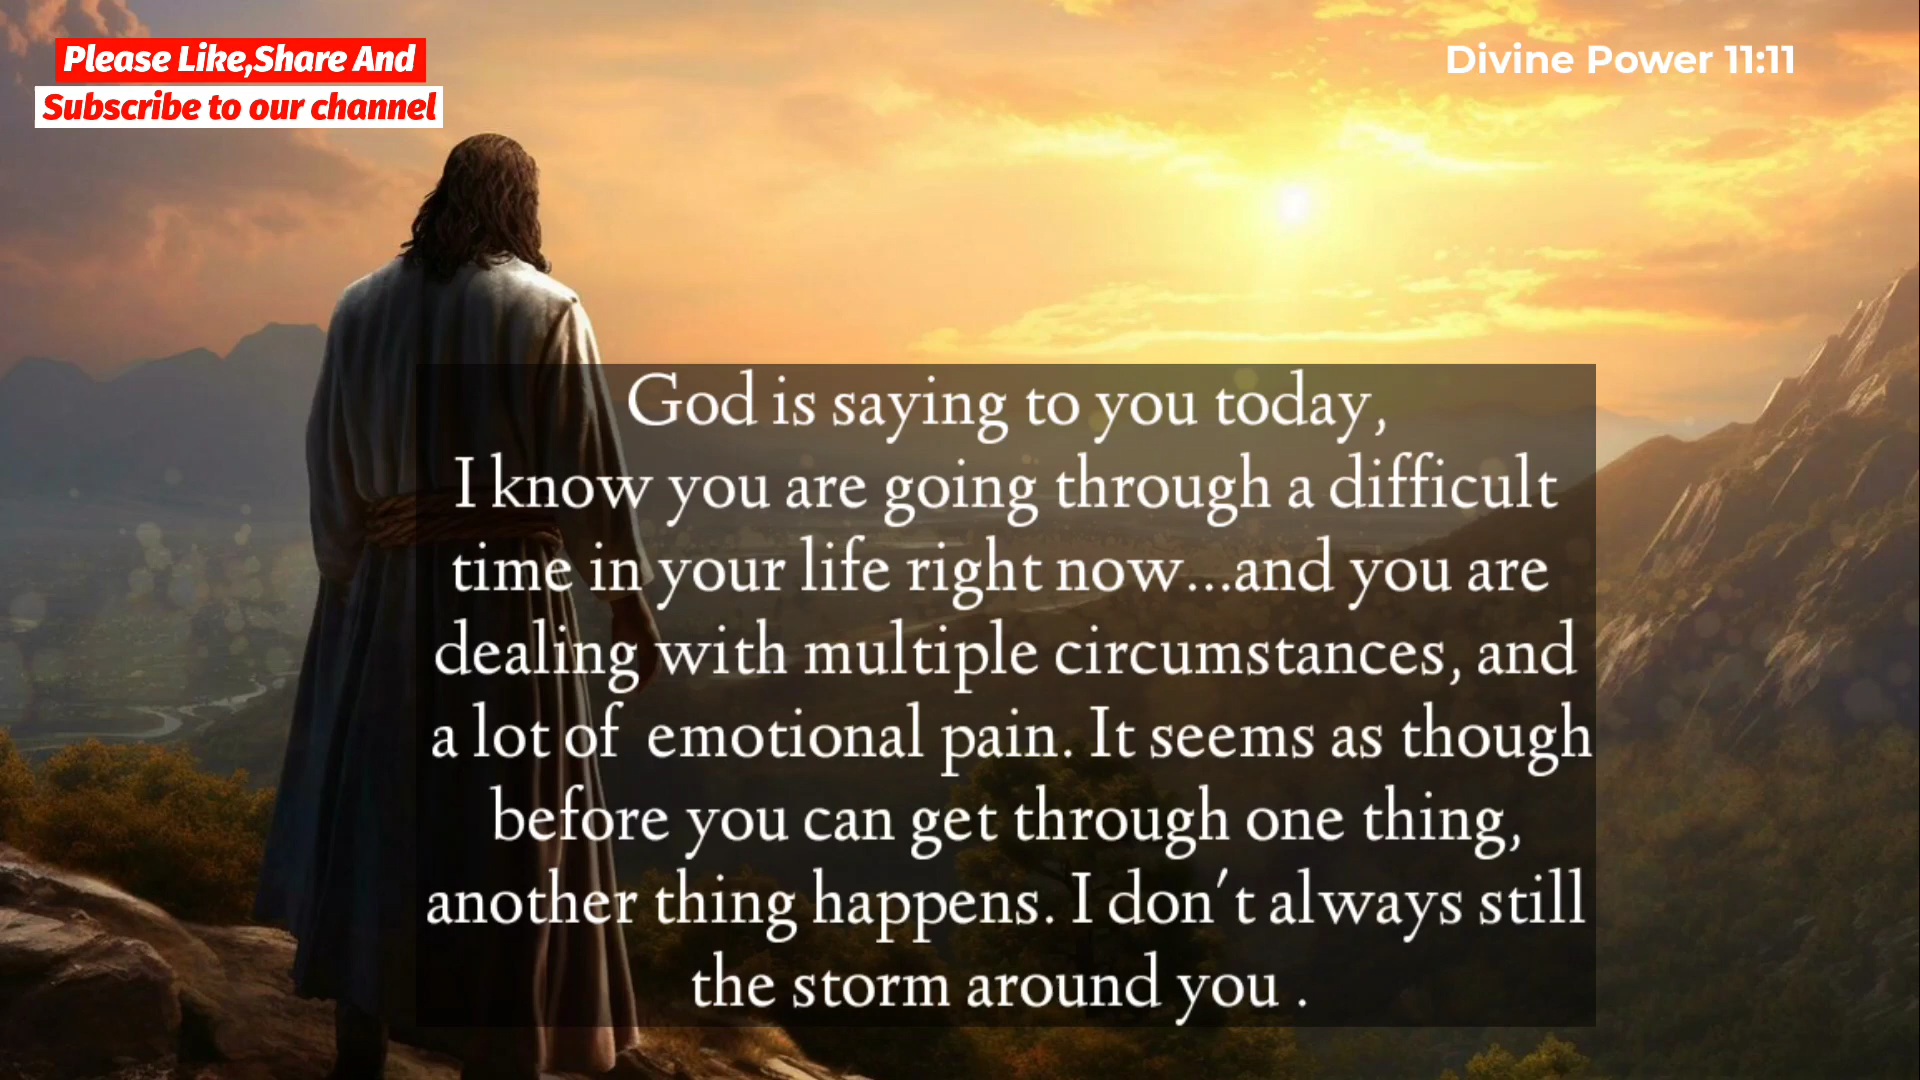 Please Like,Share And
Subscribe to our channel
Divine Power 11:11
God is saying to you today,
I know you are going through a difficult
time in your life right now...and you are
dealing with multiple circumstances, and
a lot of emotional pain. It seems as though
before you can get through one thing,
another thing happens. I don't always still
the storm around you .